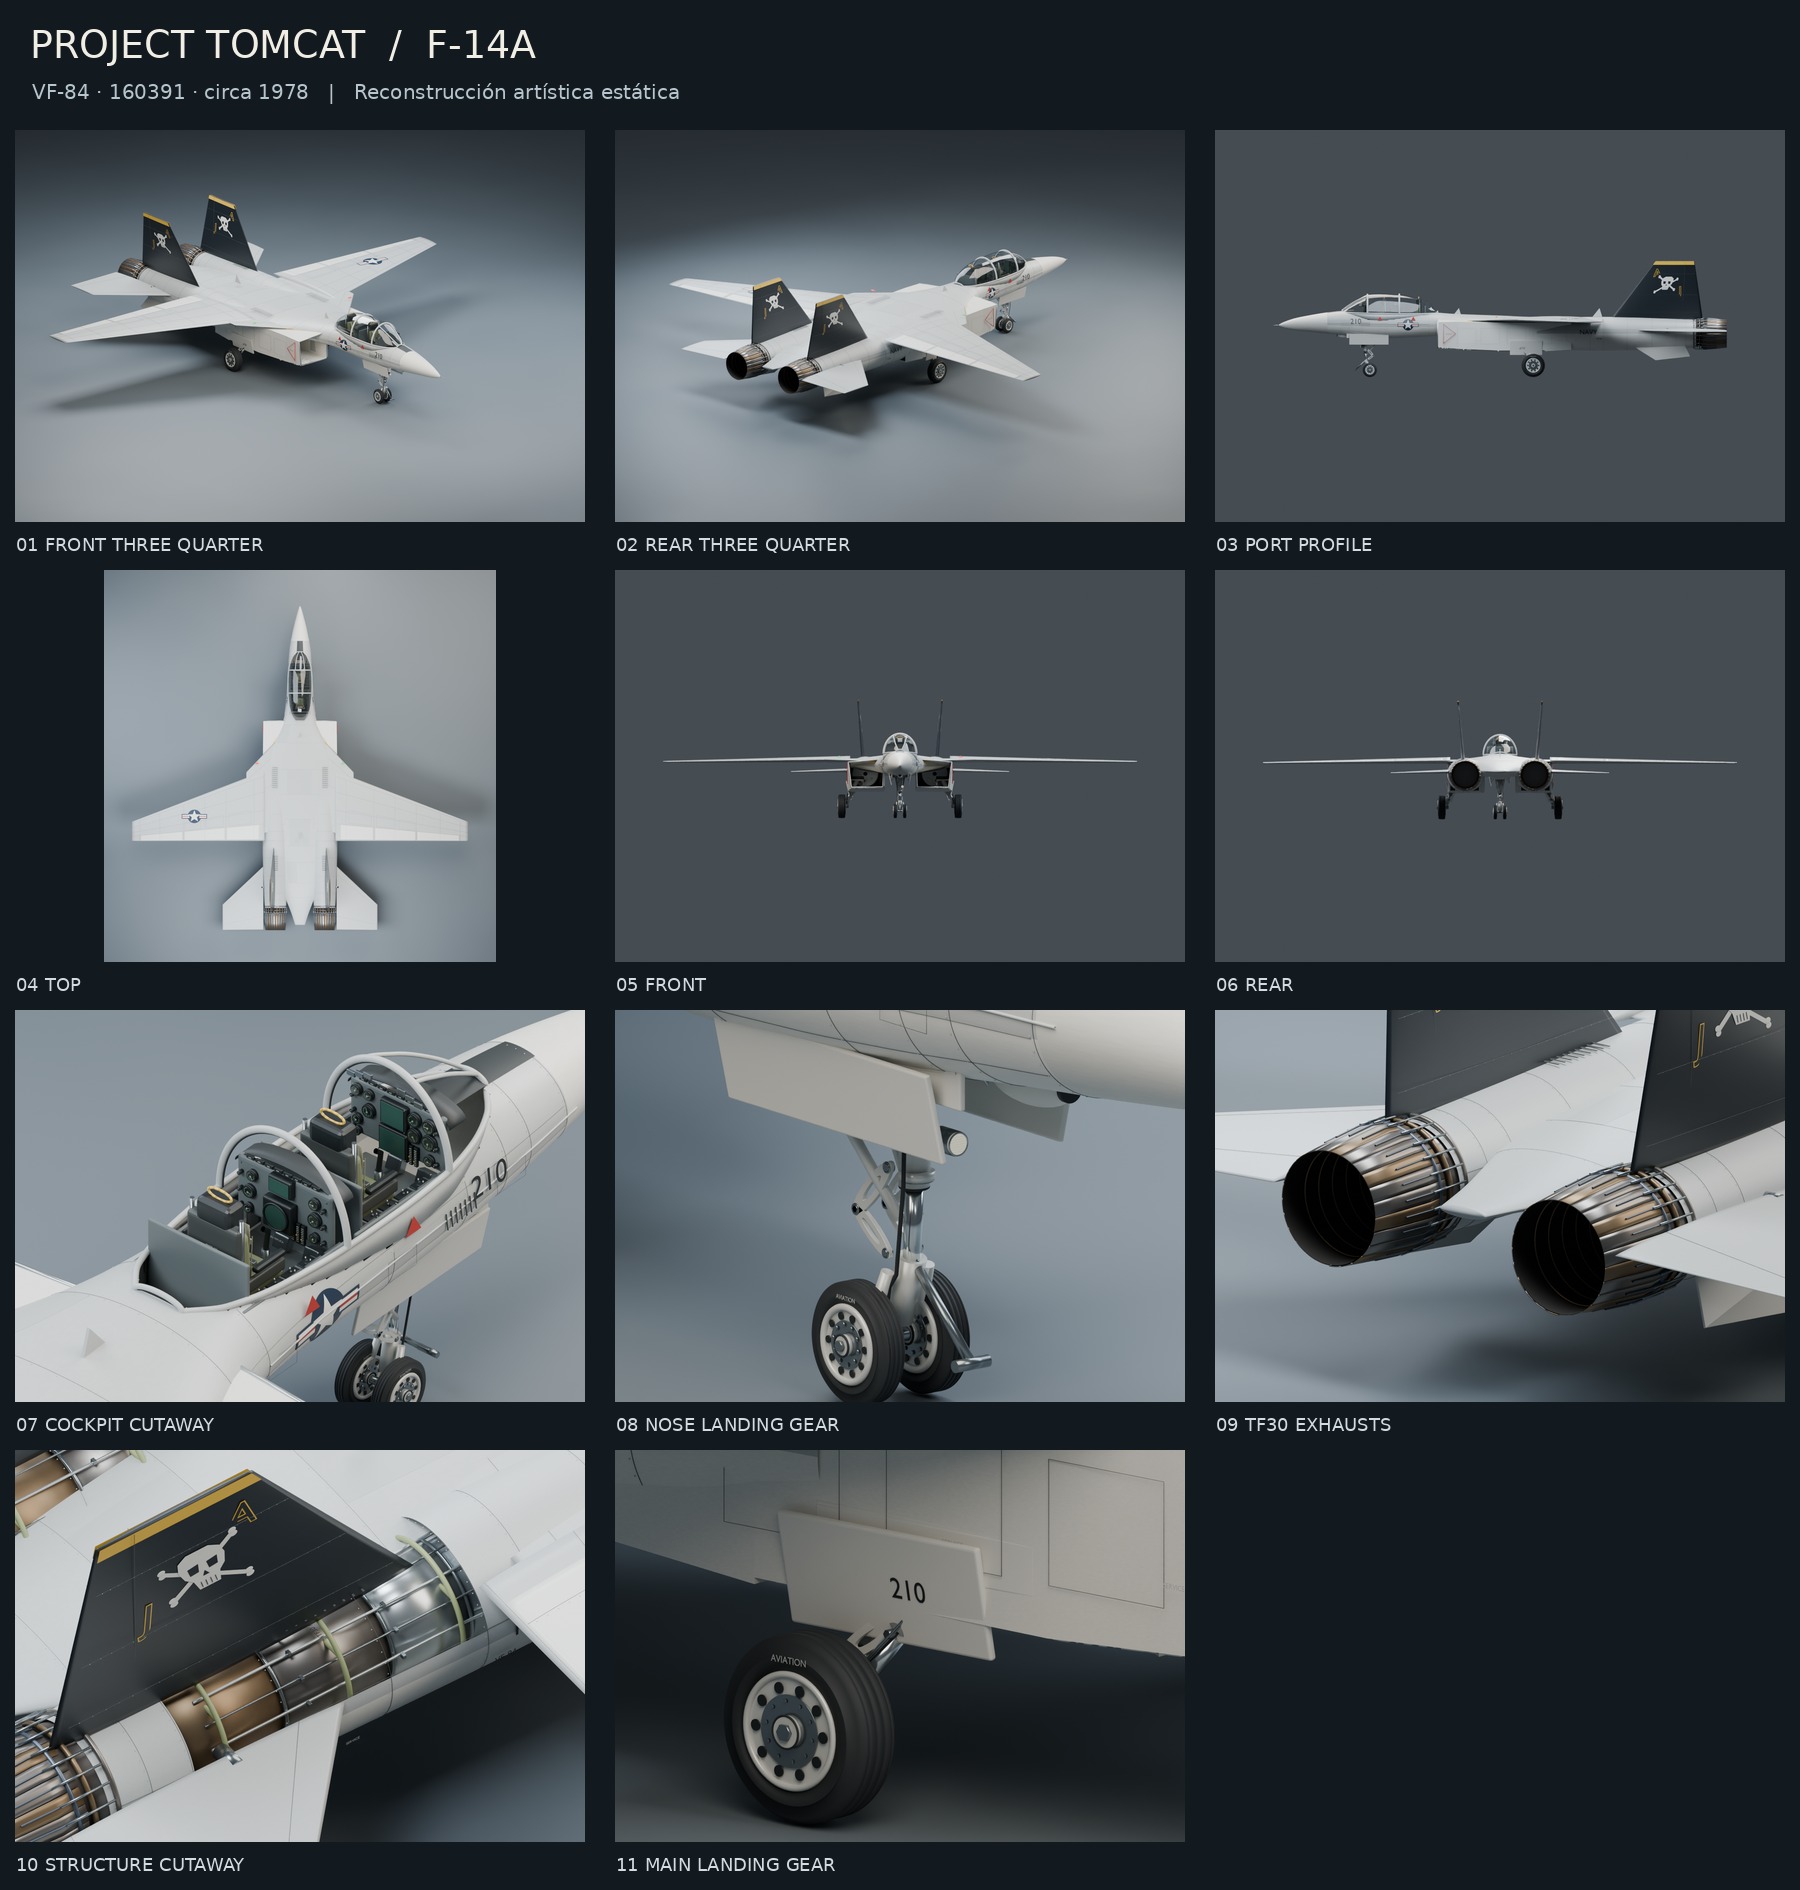 PROJECT TOMCAT / F-14A
VF-84 · 160391 · circa 1978 | Reconstrucción artística estática
01 FRONT THREE QUARTER
02 REAR THREE QUARTER
03 PORT PROFILE
210
04 TOP
05 FRONT
06 REAR
210
07 COCKPIT CUTAWAY
AVIATION
08 NOSE LANDING GEAR
J
09 TF30 EXHAUSTS
A
J
10 STRUCTURE CUTAWAY
210
AVIATION
11 MAIN LANDING GEAR